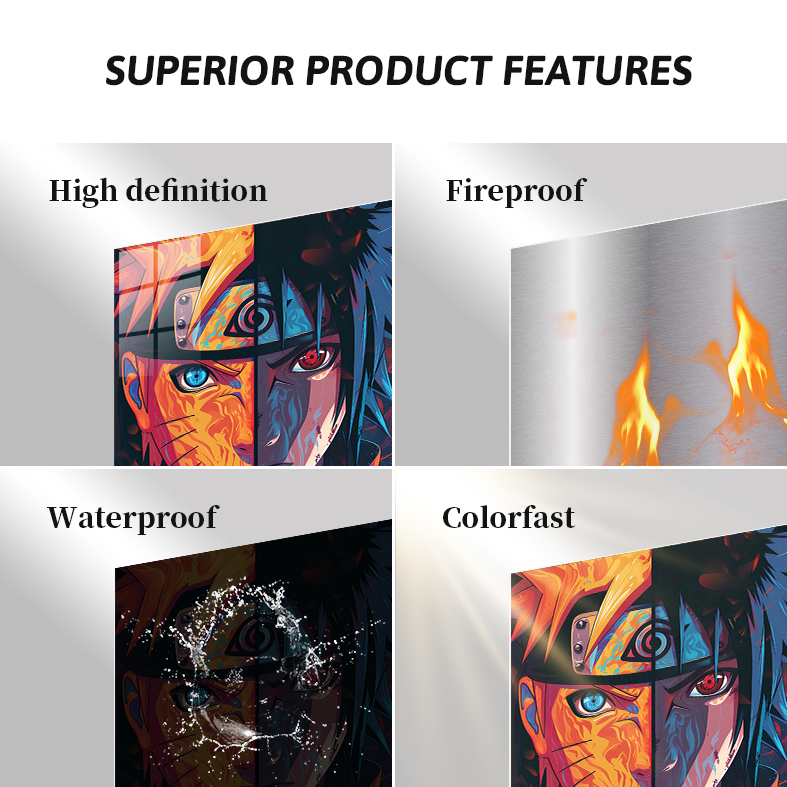 SUPERIOR PRODUCT FEATURES
High definition
Fireproof
Waterproof
Colorfast